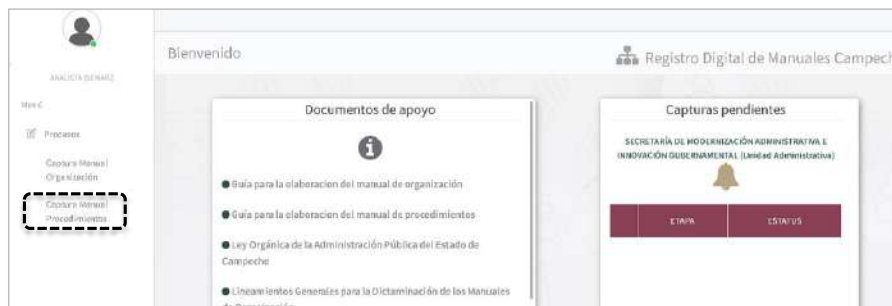 Bienvenido
Registro Digital de Manuales Campech
Menú
Procesos
Captura Manual
Organización
Captura Manual
Procedimientos
Documentos de apoyo
Guía para la elaboracion del manual de organización
Guía para la elaboracion del manual de procedimientos
Ley Orgánica de la Administración Pública del Estado de
Campeche
Lineamientos Generales para la Dictaminación de los Manuales
de Organización
Capturas pendientes
SECRETARÍA DE MODERNIZACIÓN ADMINISTRATIVA E
INNOVACIÓN GUBERNAMENTAL (Unidad Administrativa)
ETAPA ESTATUS